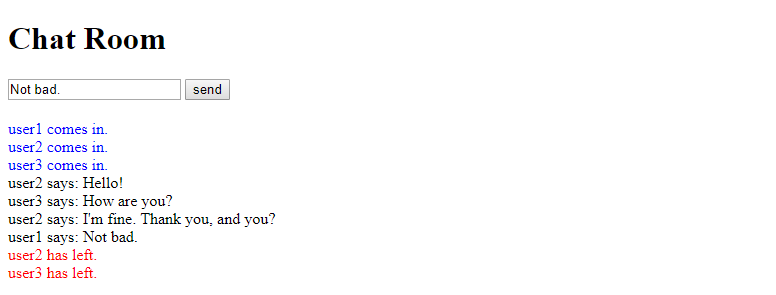 Chat Room
Not bad. send
user1 comes in.
user2 comes in.
user3 comes in.
user2 says: Hello!
user3 says: How are you?
user2 says: I'm fine. Thank you, and you?
user1 says: Not bad.
user2 has left.
user3 has left.